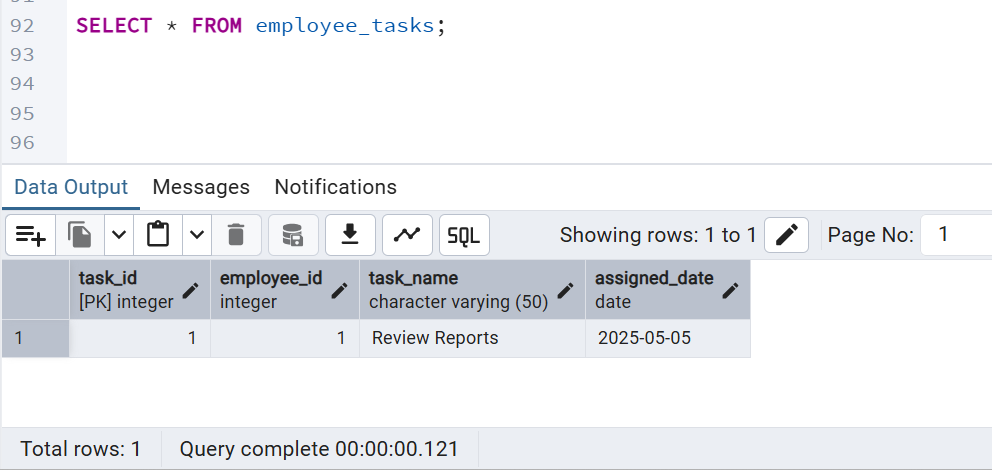 91
92 SELECT * FROM employee_tasks;
93
94
95
96
Data Output Messages Notifications
SQL Showing rows: 1 to 1 Page No: 1
task_id employee_id task_name assigned_date
[PK] integer integer character varying (50) date
1 1 1 Review Reports 2025-05-05
Total rows: 1 Query complete 00:00:00.121